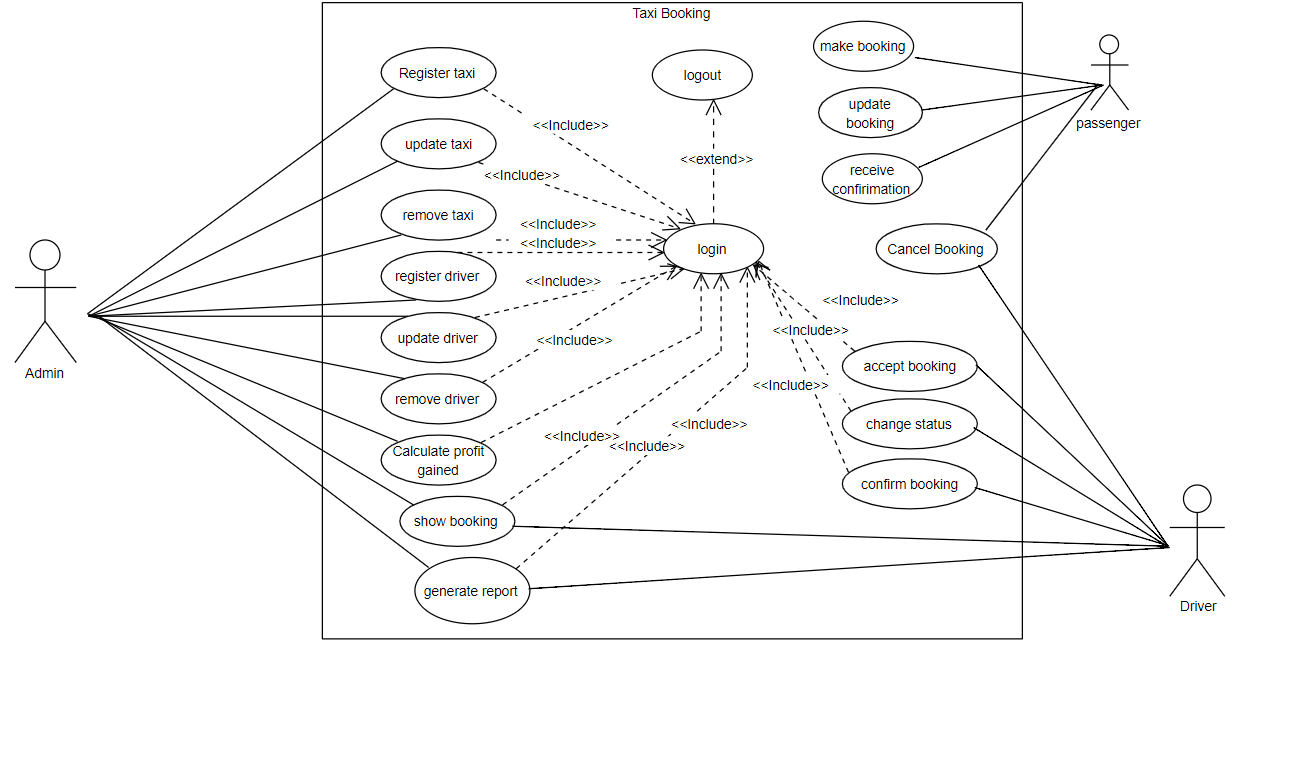 Taxi Booking
make booking
Register taxi
logout
update
booking
<<Include>>
passenger
update taxi
<<extend>>
receive
confirimation
<<Include>>
remove taxi
<<Include>>
<<Include>>
login
Cancel Booking
register driver
<<Include>>
<<Include>>
update driver
<<Include>>
<<Include>>
Admin
accept booking
<<Include>>
remove driver
change status
<<Include>>
<<Include>>
<<Include>>
Calculate profit
gained
confirm booking
show booking
generate report
Driver